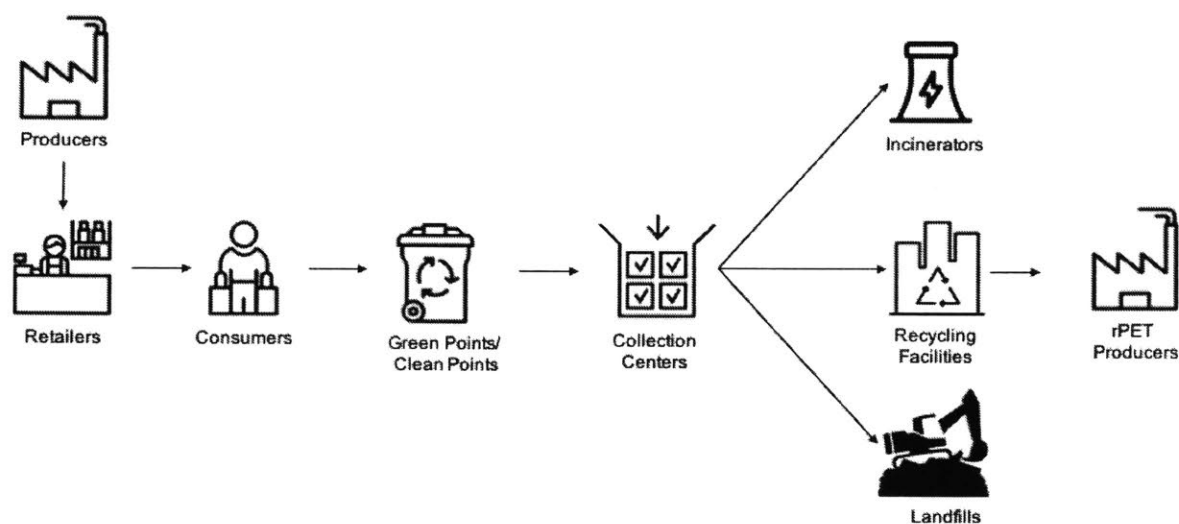 Producers
Incinerators
Retailers
Consumers
Green Points/
Clean Points
Collection
Centers
Recycling
Facilities
rPET
Producers
Landfills